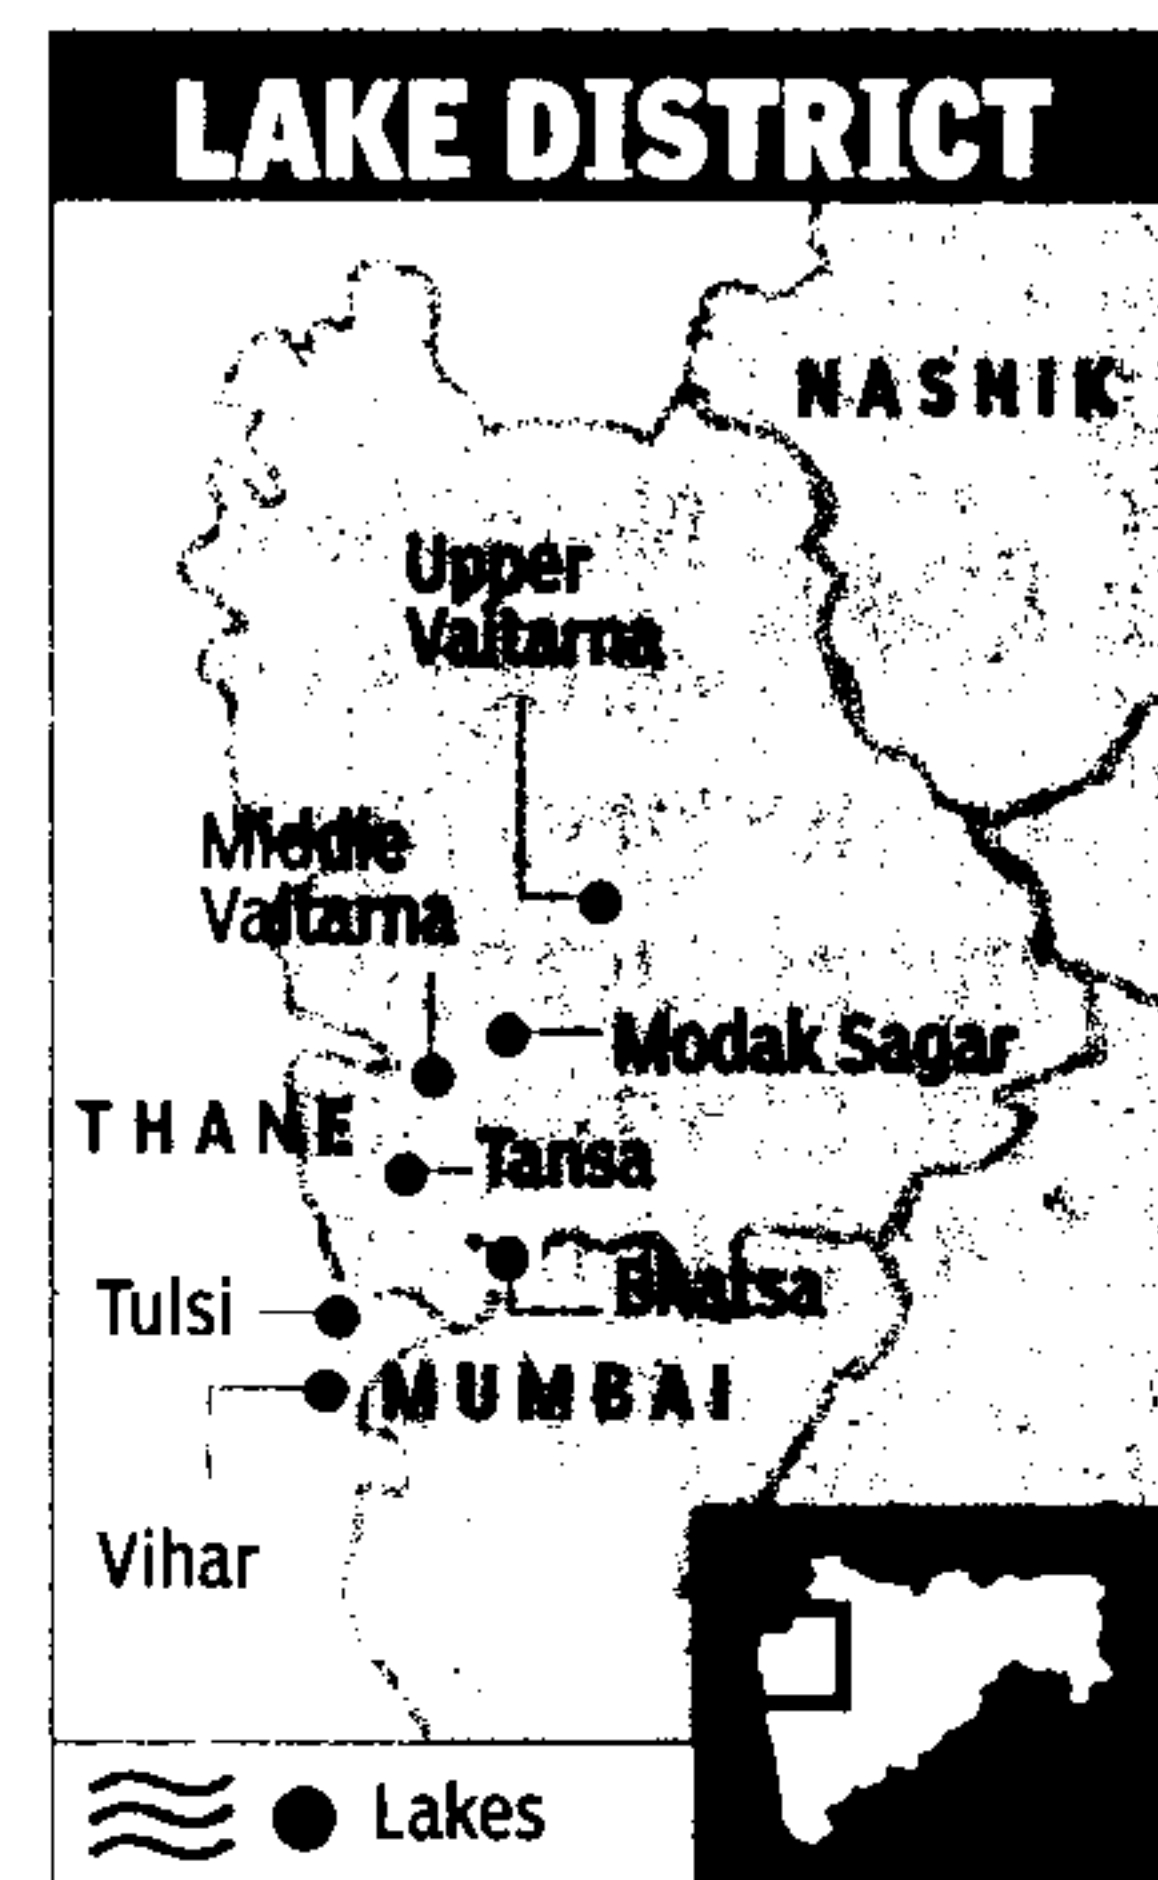 LAKE DISTRICT
NASHIK
Upper
Vaitarna
Middle
Vaitarna
Modak Sagar
THANE
Tansa
Tulsi
Bhatsa
MUMBAI
Vihar
Lakes